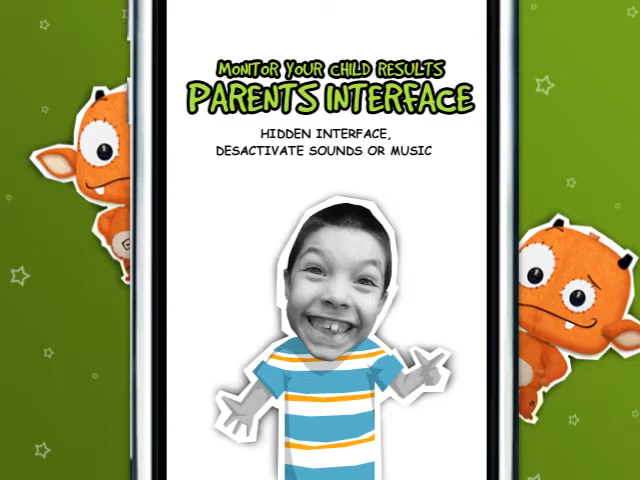 MONITOR YOUR CHILD RESULTS
PARENTS INTERFACE
HIDDEN INTERFACE,
DESACTIVATE SOUNDS OR MUSIC